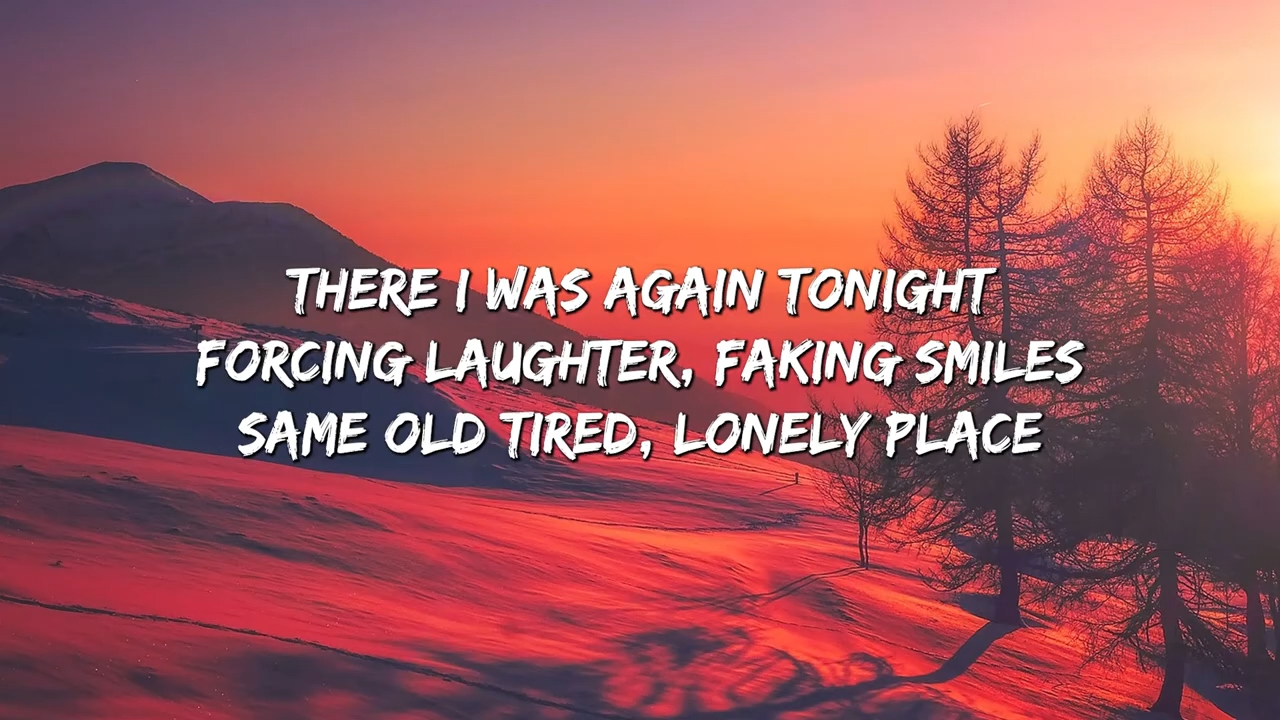 THERE I WAS AGAIN TONIGHT
FORCING LAUGHTER, FAKING SMILES
SAME OLD TIRED, LONELY PLACE